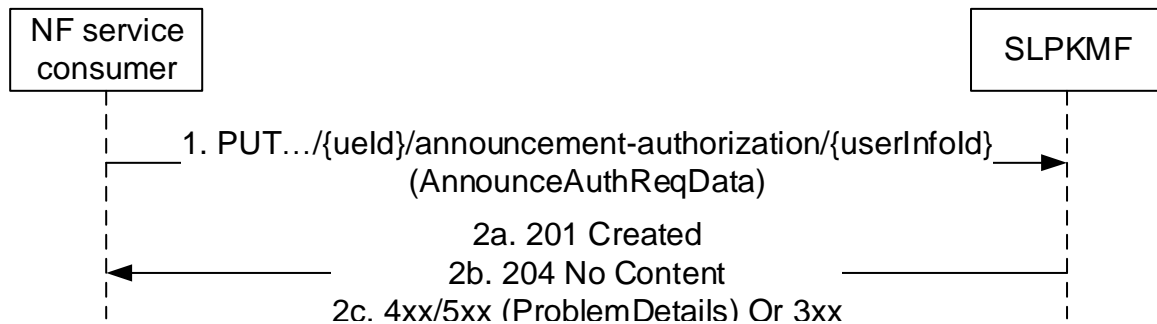 NF service
consumer
SLPKMF
1. PUT…/{ueId}/announcement-authorization/{userInfoId}
(AnnounceAuthReqData)
2a. 201 Created
2b. 204 No Content
2c. 4xx/5xx (ProblemDetails) Or 3xx